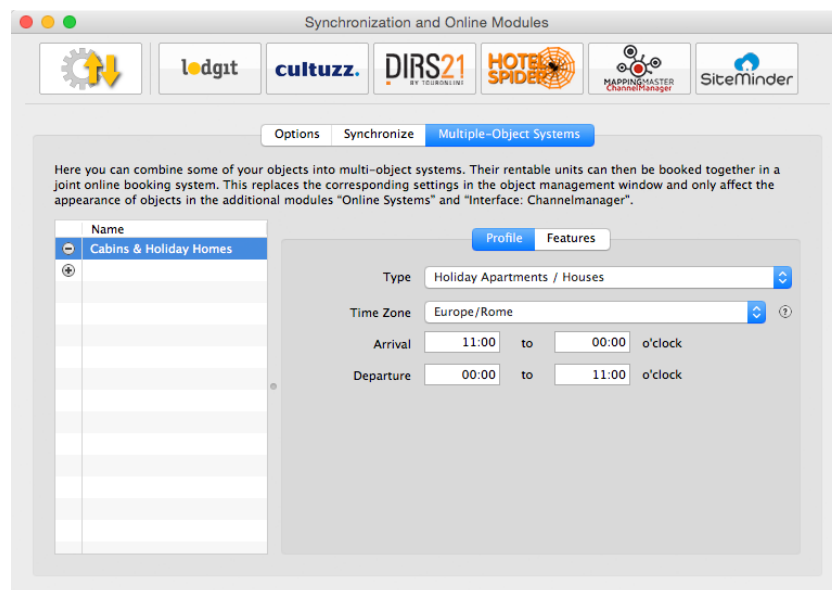 Synchronization and Online Modules
lodgit
cultuzz.
DIRS21
BY TOURONLINE
HOTEL
SPIDER
MAPPINGMASTER
ChannelManager
SiteMinder
Options Synchronize Multiple-Object Systems
Here you can combine some of your objects into multi-object systems. Their rentable units can then be booked together in a
joint online booking system. This replaces the corresponding settings in the object management window and only affect the
appearance of objects in the additional modules “Online Systems” and “Interface: Channelmanager”.
Name
Cabins & Holiday Homes
Profile Features
Type Holiday Apartments / Houses
Time Zone Europe/Rome ?
Arrival 11:00 to 00:00 o'clock
Departure 00:00 to 11:00 o'clock